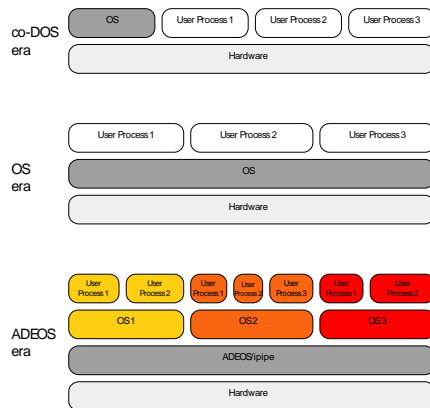 co-DOS
era
OS
User Process 1
User Process 2
User Process 3
Hardware
OS
era
User Process 1
User Process 2
User Process 3
OS
Hardware
ADEOS
era
User
Process 1
User
Process 2
User
Process 1
User
Process 2
User
Process 3
User
Process 1
User
Process 2
OS1
OS2
OS3
ADEOS/ipipe
Hardware